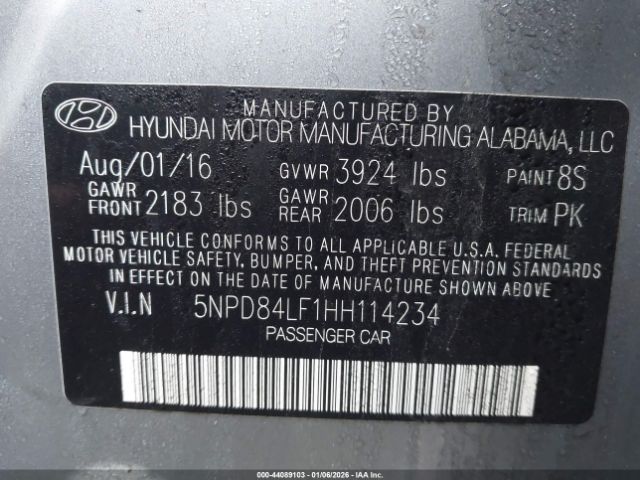 MANUFACTURED BY
HYUNDAI MOTOR MANUFACTURING ALABAMA, LLC
Aug/01/16 GVWR 3924 lbs PAINT 8S
GAWR FRONT 2183 lbs GAWR REAR 2006 lbs TRIM PK
THIS VEHICLE CONFORMS TO ALL APPLICABLE U.S.A. FEDERAL
MOTOR VEHICLE SAFETY, BUMPER, AND THEFT PREVENTION STANDARDS
IN EFFECT ON THE DATE OF MANUFACTURE SHOWN ABOVE.
V.I.N 5NPD84LF1HH114234
PASSENGER CAR
000-44089103 - 01/06/2026 - IAA Inc.